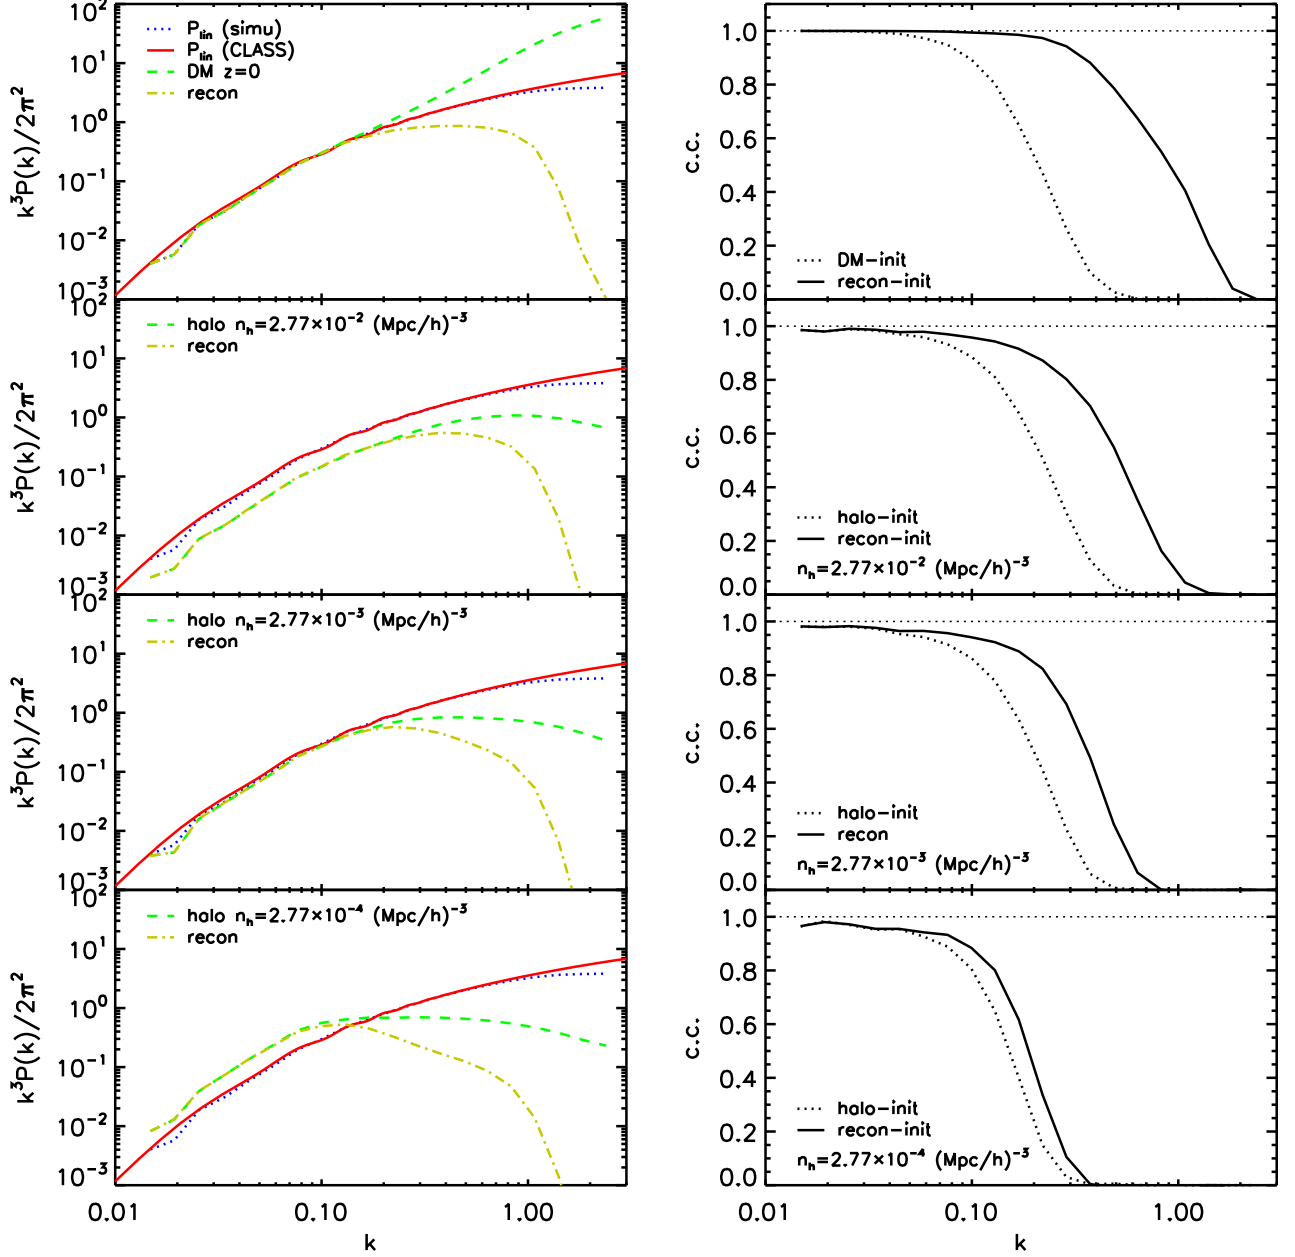 10²
10¹
10⁰
10⁻¹
10⁻²
10⁻³
k³P(k)/2π²
P_lin (simu)
P_lin (CLASS)
DM z=0
recon
1.0
0.8
0.6
0.4
0.2
0.0
c.c.
DM−init
recon−init
10²
10¹
10⁰
10⁻¹
10⁻²
10⁻³
k³P(k)/2π²
halo n_h=2.77×10⁻² (Mpc/h)⁻³
recon
1.0
0.8
0.6
0.4
0.2
0.0
c.c.
halo−init
recon−init
n_h=2.77×10⁻² (Mpc/h)⁻³
10²
10¹
10⁰
10⁻¹
10⁻²
10⁻³
k³P(k)/2π²
halo n_h=2.77×10⁻³ (Mpc/h)⁻³
recon
1.0
0.8
0.6
0.4
0.2
0.0
c.c.
halo−init
recon
n_h=2.77×10⁻³ (Mpc/h)⁻³
10²
10¹
10⁰
10⁻¹
10⁻²
10⁻³
k³P(k)/2π²
halo n_h=2.77×10⁻⁴ (Mpc/h)⁻³
recon
0.01 0.10 1.00
k
1.0
0.8
0.6
0.4
0.2
0.0
c.c.
halo−init
recon−init
n_h=2.77×10⁻⁴ (Mpc/h)⁻³
0.01 0.10 1.00
k